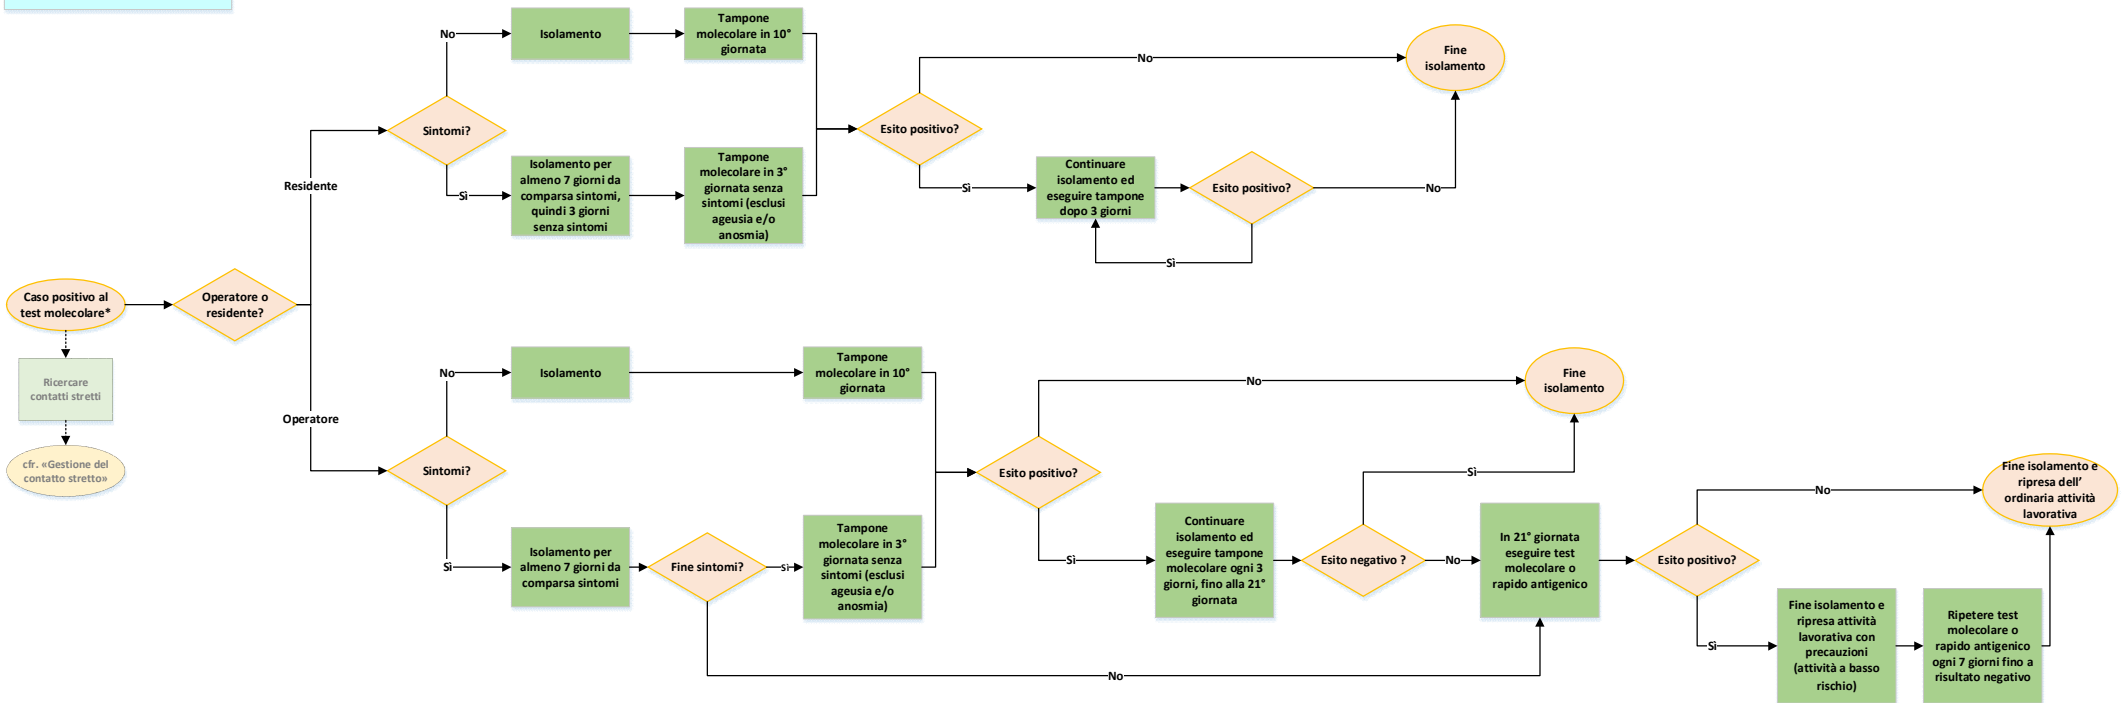 Caso positivo al
test molecolare*
Ricercare
contatti stretti
cfr. «Gestione del
contatto stretto»
Operatore o
residente?
Residente
Sintomi?
No
Isolamento
Tampone
molecolare in 10°
giornata
Sì
Isolamento per
almeno 7 giorni da
comparsa sintomi,
quindi 3 giorni
senza sintomi
Tampone
molecolare in 3°
giornata senza
sintomi (esclusi
ageusia e/o
anosmia)
Esito positivo?
No
Fine
isolamento
Sì
Continuare
isolamento ed
eseguire tampone
dopo 3 giorni
Esito positivo?
No
Sì
Operatore
Sintomi?
No
Isolamento
Tampone
molecolare in 10°
giornata
Sì
Isolamento per
almeno 7 giorni da
comparsa sintomi
Fine sintomi?
sì
Tampone
molecolare in 3°
giornata senza
sintomi (esclusi
ageusia e/o
anosmia)
No
Esito positivo?
No
Fine
isolamento
Sì
Continuare
isolamento ed
eseguire tampone
molecolare ogni 3
giorni, fino alla 21°
giornata
Esito negativo ?
Sì
No
In 21° giornata
eseguire test
molecolare o
rapido antigenico
Esito positivo?
No
Fine isolamento e
ripresa dell'
ordinaria attività
lavorativa
Sì
Fine isolamento e
ripresa attività
lavorativa con
precauzioni
(attività a basso
rischio)
Ripetere test
molecolare o
rapido antigenico
ogni 7 giorni fino a
risultato negativo